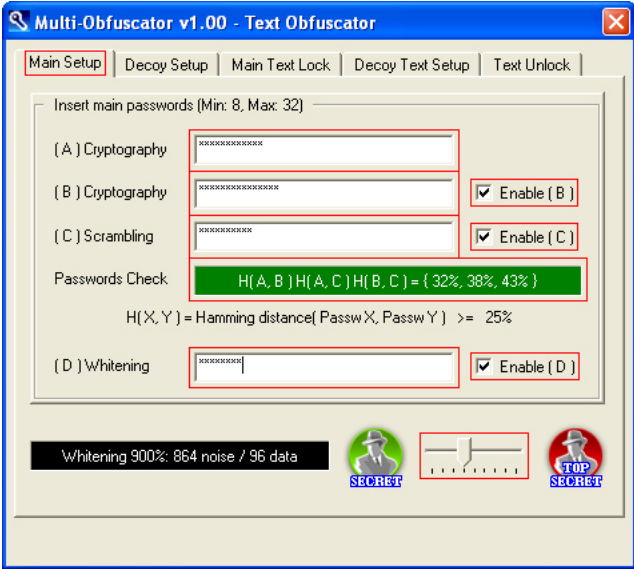 Multi-Obfuscator v1.00 - Text Obfuscator
Main Setup Decoy Setup Main Text Lock Decoy Text Setup Text Unlock
Insert main passwords (Min: 8, Max: 32)
( A ) Cryptography ************
( B ) Cryptography *************** Enable ( B )
( C ) Scrambling ********** Enable ( C )
Passwords Check H( A, B ) H( A, C ) H( B, C ) = { 32%, 38%, 43% }
H( X, Y ) = Hamming distance( Passw X, Passw Y ) >= 25%
( D ) Whitening ******** Enable ( D )
Whitening 900%: 864 noise / 96 data
SECRET
TOP
SECRET